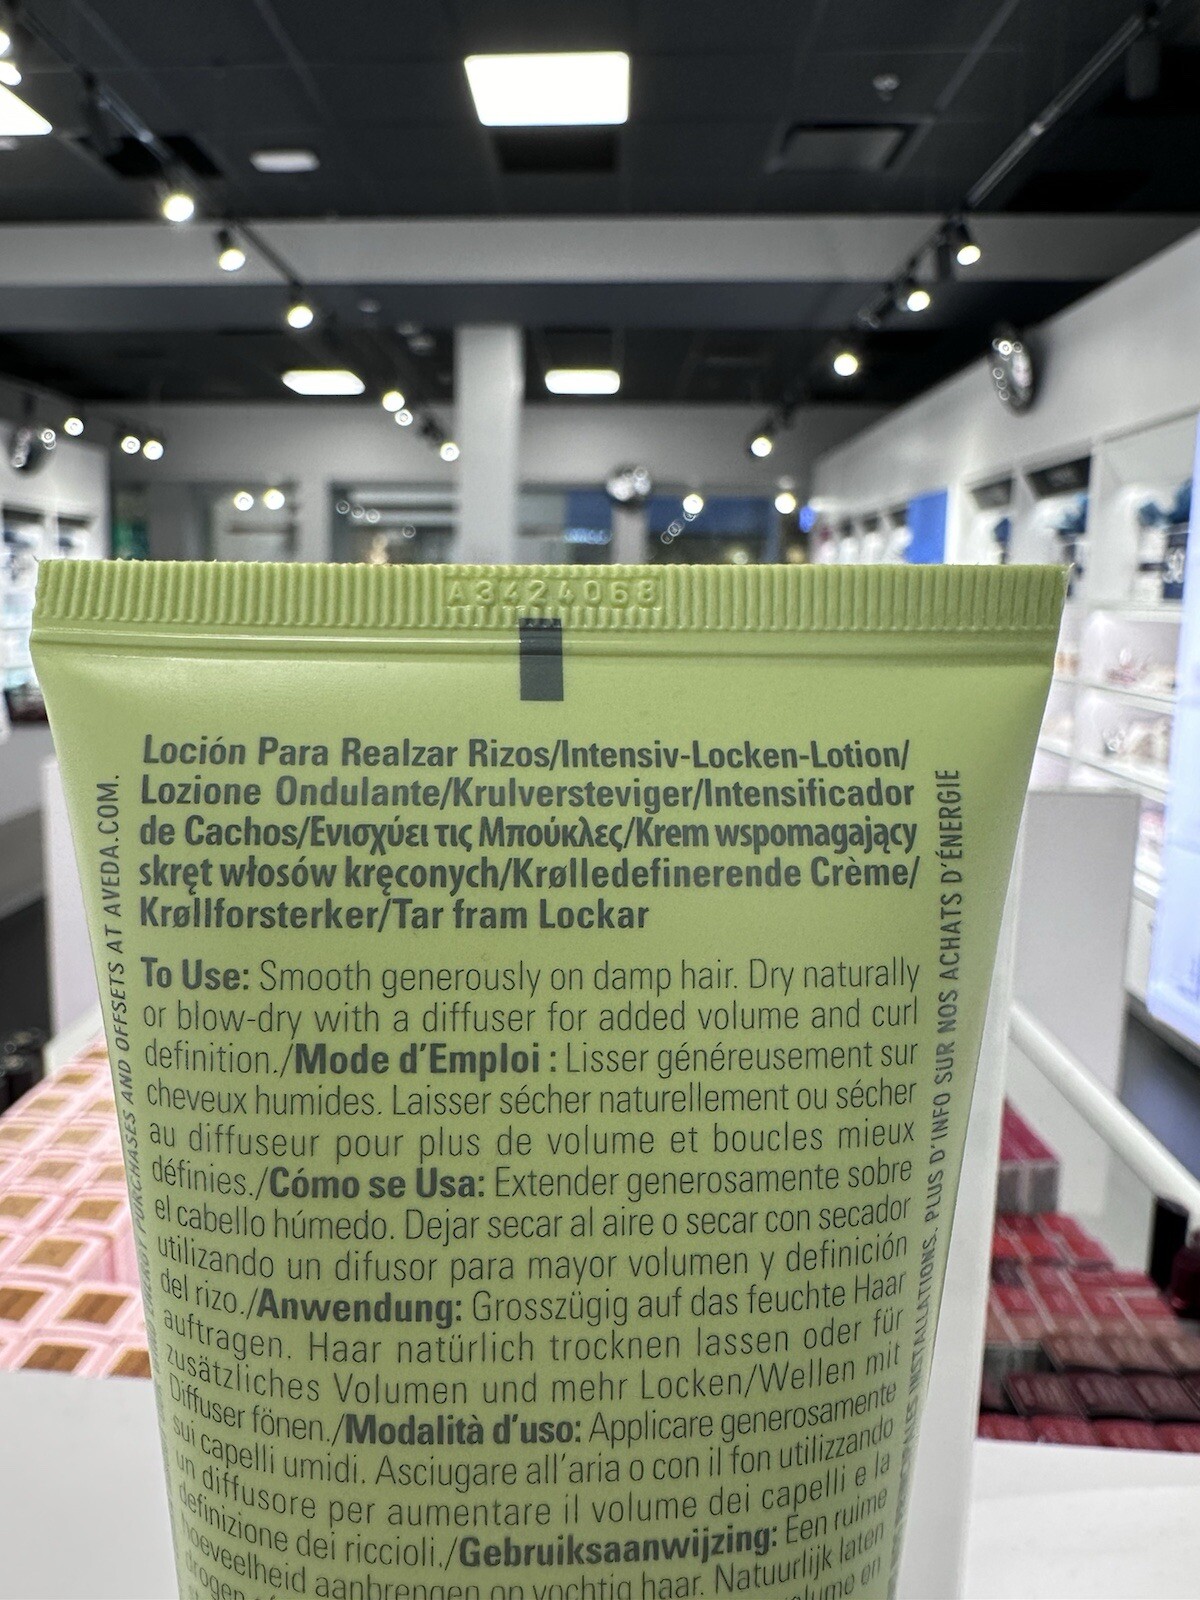 A3424068
Loción Para Realzar Rizos/Intensiv-Locken-Lotion/
Lozione Ondulante/Krulversteviger/Intensificador
de Cachos/Ενισχύει τις Μπούκλες/Krem wspomagający
skręt włosów kręconych/Krølledefinerende Crème/
Krøllforsterker/Tar fram Lockar
To Use: Smooth generously on damp hair. Dry naturally
or blow-dry with a diffuser for added volume and curl
definition./Mode d'Emploi : Lisser généreusement sur
cheveux humides. Laisser sécher naturellement ou sécher
au diffuseur pour plus de volume et boucles mieux
définies./Cómo se Usa: Extender generosamente sobre
el cabello húmedo. Dejar secar al aire o secar con secador
utilizando un difusor para mayor volumen y definición
del rizo./Anwendung: Grosszügig auf das feuchte Haar
auftragen. Haar natürlich trocknen lassen oder für
zusätzliches Volumen und mehr Locken/Wellen mit
Diffuser fönen./Modalità d'uso: Applicare generosamente
sui capelli umidi. Asciugare all'aria o con il fon utilizzando
un diffusore per aumentare il volume dei capelli e la
definizione dei riccioli./Gebruiksaanwijzing: Een ruime
hoeveelheid aanbrengen op vochtig haar. Natuurlijk laten
drogen
volume en
PURCHASES AND OFFSETS AT AVEDA.COM.
INSTALLATIONS. PLUS D'INFO SUR NOS ACHATS D'ÉNERGIE